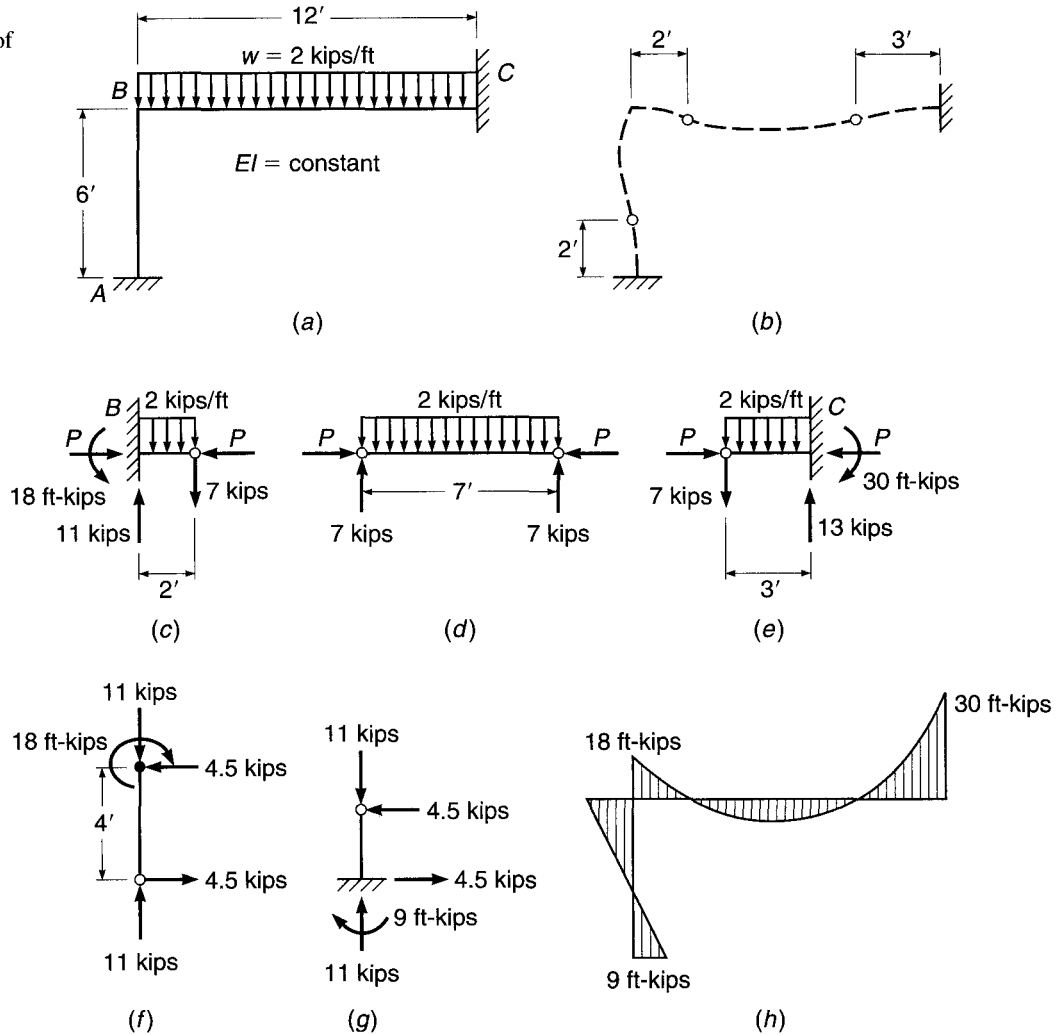 of
12'
w = 2 kips/ft
B
C
EI = constant
6'
A
(a)
2'
3'
2'
(b)
B
2 kips/ft
P
P
18 ft-kips
7 kips
11 kips
2'
(c)
2 kips/ft
P
P
7'
7 kips
7 kips
(d)
2 kips/ft
C
P
P
7 kips
30 ft-kips
13 kips
3'
(e)
11 kips
18 ft-kips
4.5 kips
4'
4.5 kips
11 kips
(f)
11 kips
4.5 kips
4.5 kips
9 ft-kips
11 kips
(g)
30 ft-kips
18 ft-kips
9 ft-kips
(h)